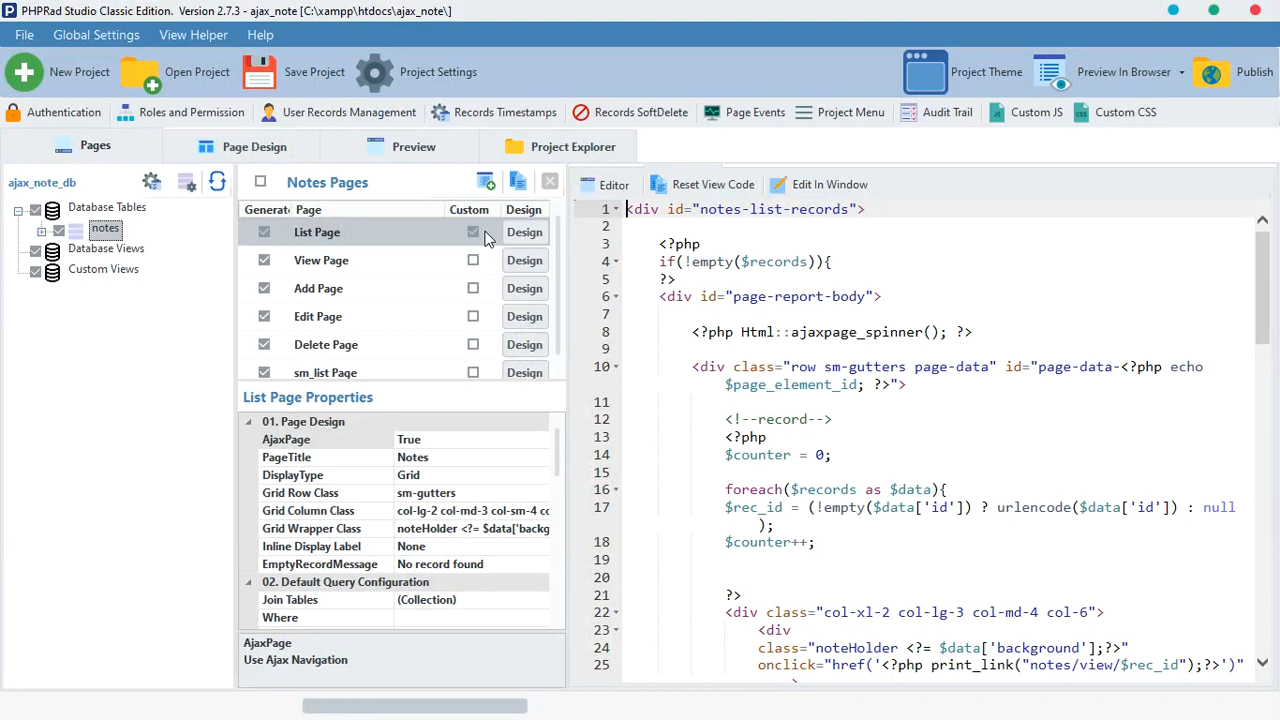 PHPRad Studio Classic Edition. Version 2.7.3 - ajax_note [C:\xampp\htdocs\ajax_note\]
File Global Settings View Helper Help
New Project Open Project Save Project Project Settings Project Theme Preview In Browser Publish
Authentication Roles and Permission User Records Management Records Timestamps Records SoftDelete Page Events Project Menu Audit Trail Custom JS Custom CSS
Pages Page Design Preview Project Explorer
ajax_note_db
Database Tables
notes
Database Views
Custom Views
Notes Pages
Generate Page Custom Design
List Page Design
View Page Design
Add Page Design
Edit Page Design
Delete Page Design
sm_list Page Design
List Page Properties
01. Page Design
AjaxPage True
PageTitle Notes
DisplayType Grid
Grid Row Class sm-gutters
Grid Column Class col-lg-2 col-md-3 col-sm-4 co
Grid Wrapper Class noteHolder <?= $data['backg
Inline Display Label None
EmptyRecordMessage No record found
02. Default Query Configuration
Join Tables (Collection)
Where
AjaxPage
Use Ajax Navigation
Editor Reset View Code Edit In Window
1 <div id="notes-list-records">
2
3 <?php
4 if(!empty($records)){
5 ?>
6 <div id="page-report-body">
7
8 <?php Html::ajaxpage_spinner(); ?>
9
10 <div class="row sm-gutters page-data" id="page-data-<?php echo
$page_element_id; ?>">
11
12 <!--record-->
13 <?php
14 $counter = 0;
15
16 foreach($records as $data){
17 $rec_id = (!empty($data['id']) ? urlencode($data['id']) : null
);
18 $counter++;
19
20
21 ?>
22 <div class="col-xl-2 col-lg-3 col-md-4 col-6">
23 <div
24 class="noteHolder <?= $data['background'];?>"
25 onclick="href('<?php print_link("notes/view/$rec_id");?>')"